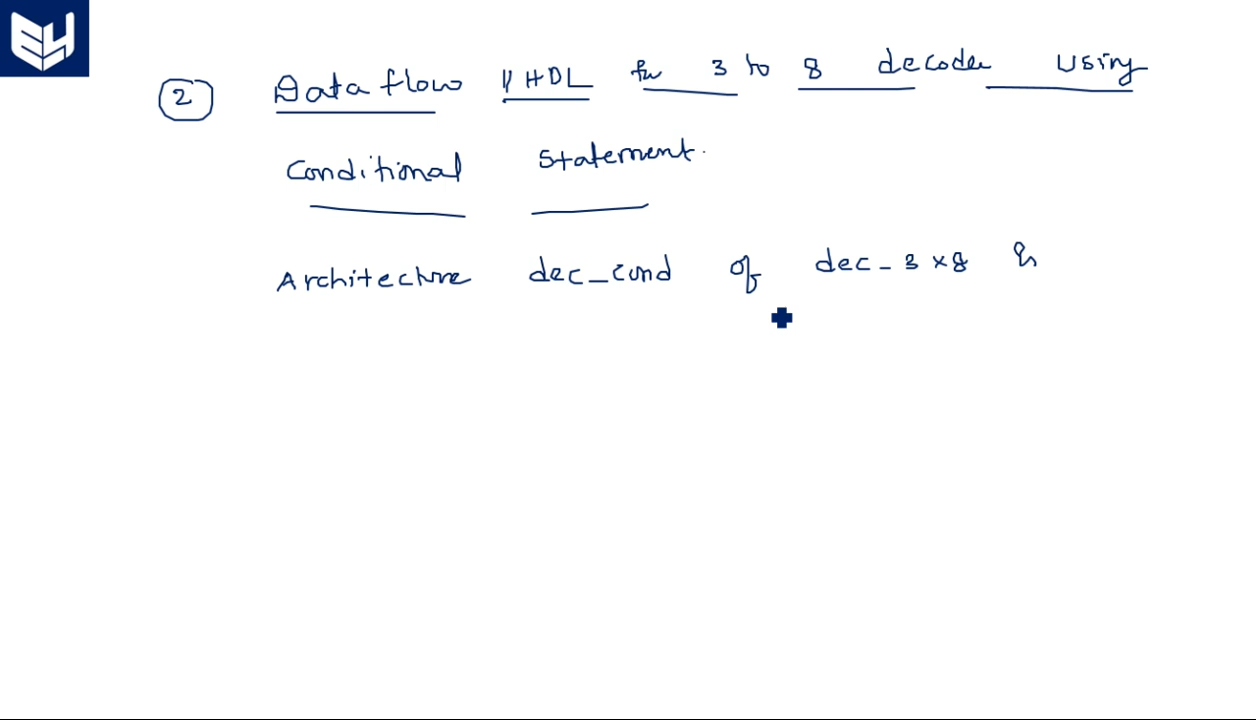 2 Data flow VHDL for 3 to 8 decoder using
Conditional Statement.
Architecture dec_cond of dec_3x8 is